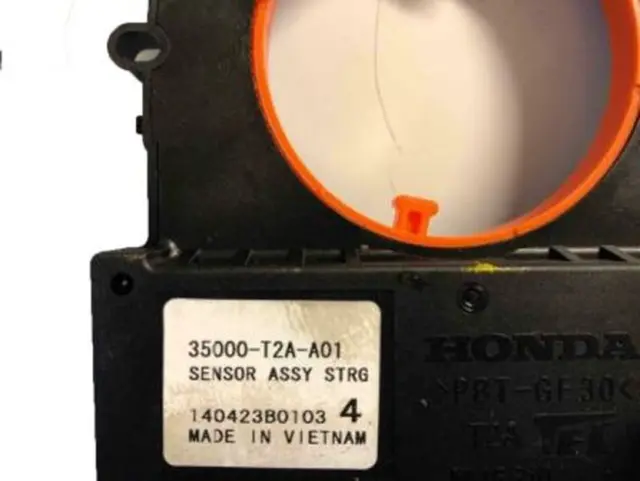 35000-T2A-A01
SENSOR ASSY STRG
140423B0103 4
MADE IN VIETNAM
HONDA
>PBT-GF30<